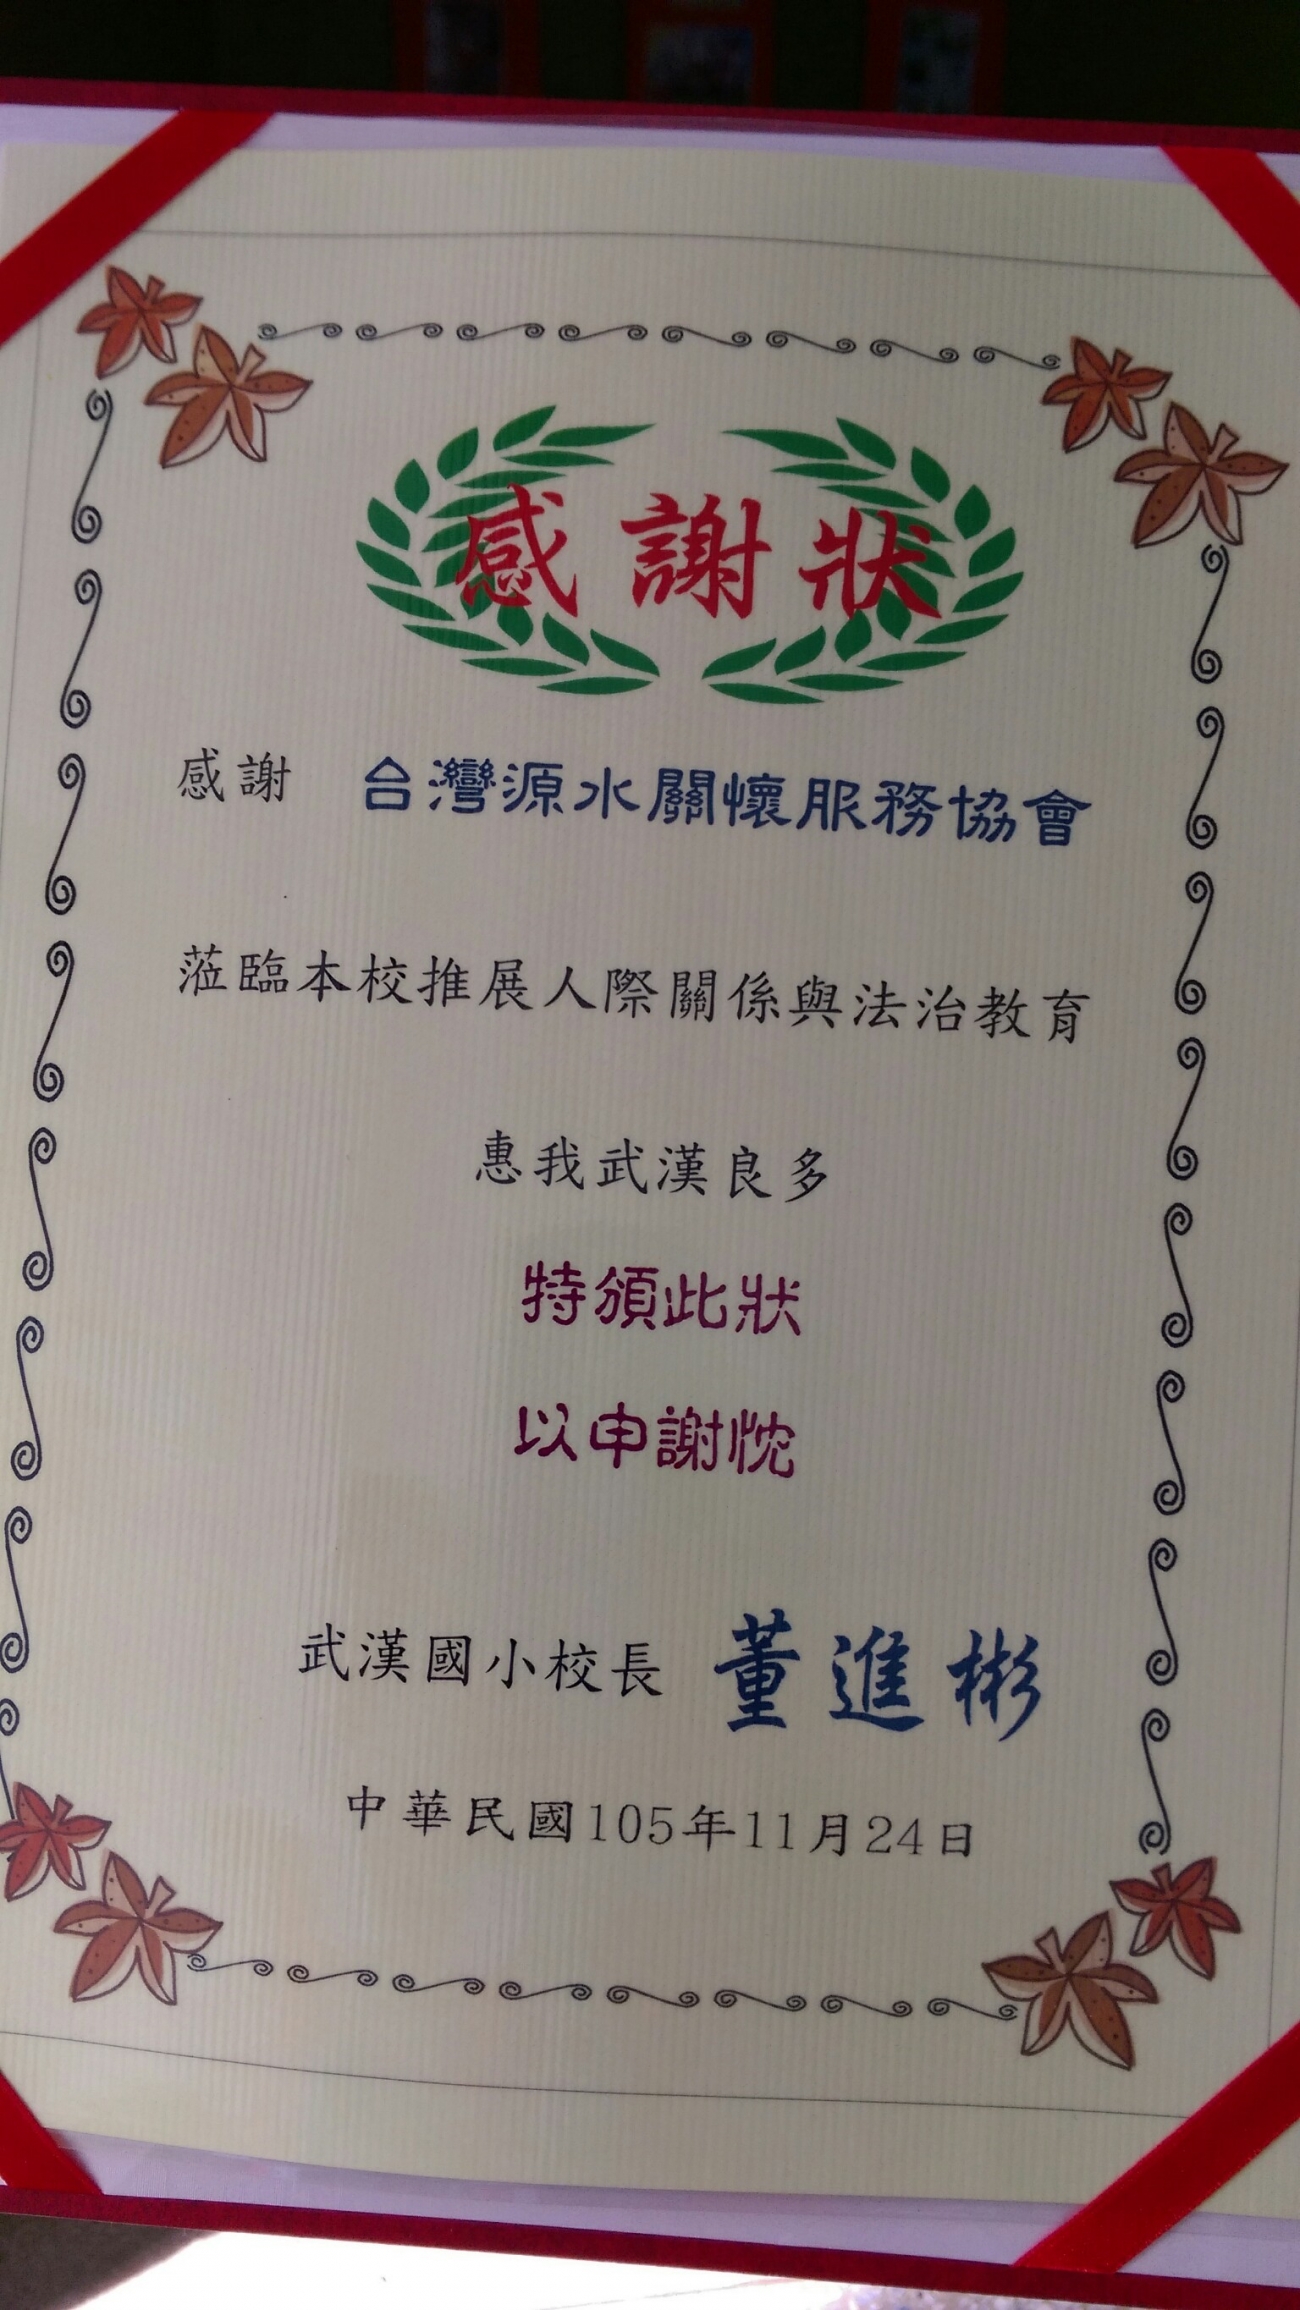 感謝狀
感謝 台灣源水關懷服務協會
蒞臨本校推展人際關係與法治教育
惠我武漢良多
特頒此狀
以申謝忱
武漢國小校長 董進彬
中華民國105年11月24日